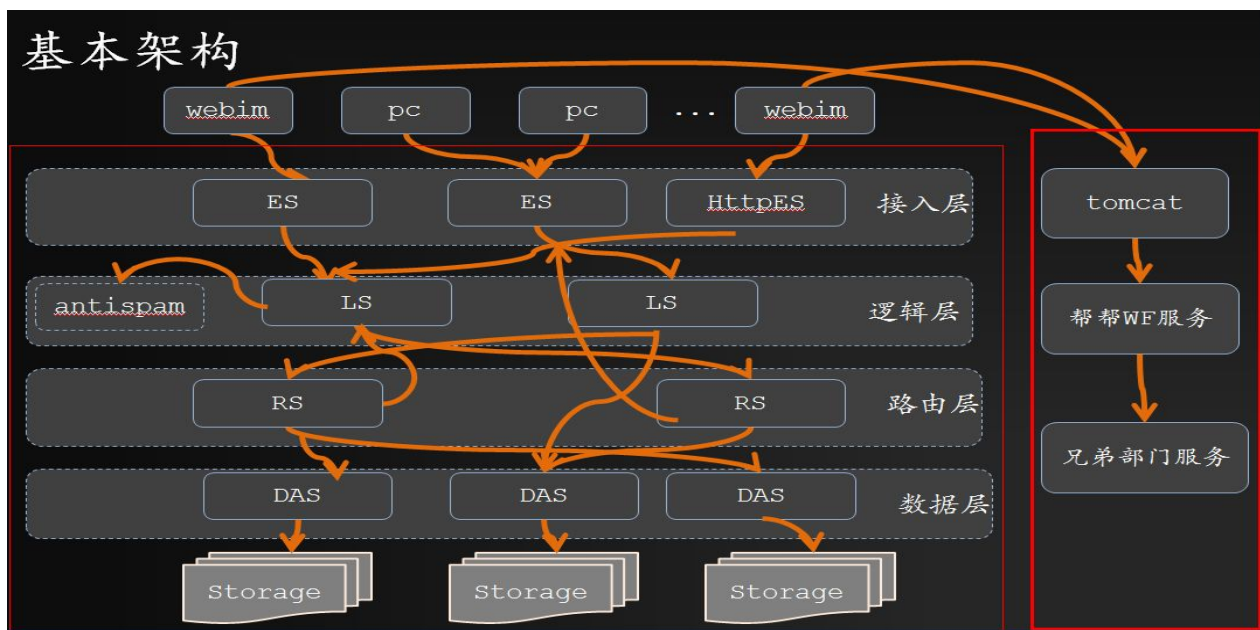 基本架构
webim
pc
pc
...
webim
ES
ES
HttpES
接入层
tomcat
antispam
LS
LS
逻辑层
帮帮WF服务
RS
RS
路由层
兄弟部门服务
DAS
DAS
DAS
数据层
Storage
Storage
Storage